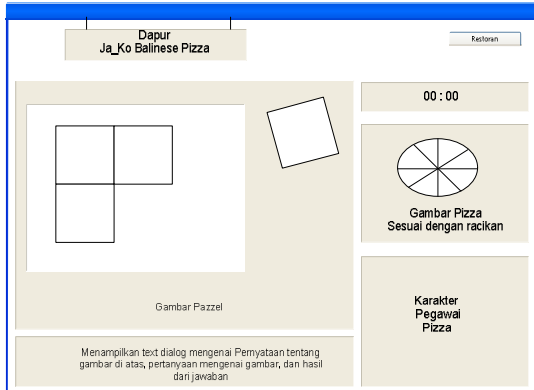 Dapur
Ja_Ko Balinese Pizza
Restoran
00 : 00
Gambar Pizza
Sesuai dengan racikan
Gambar Pazzel
Karakter
Pegawai
Pizza
Menampilkan text dialog mengenai Pernyataan tentang
gambar di atas, pertanyaan mengenai gambar, dan hasil
dari jawaban